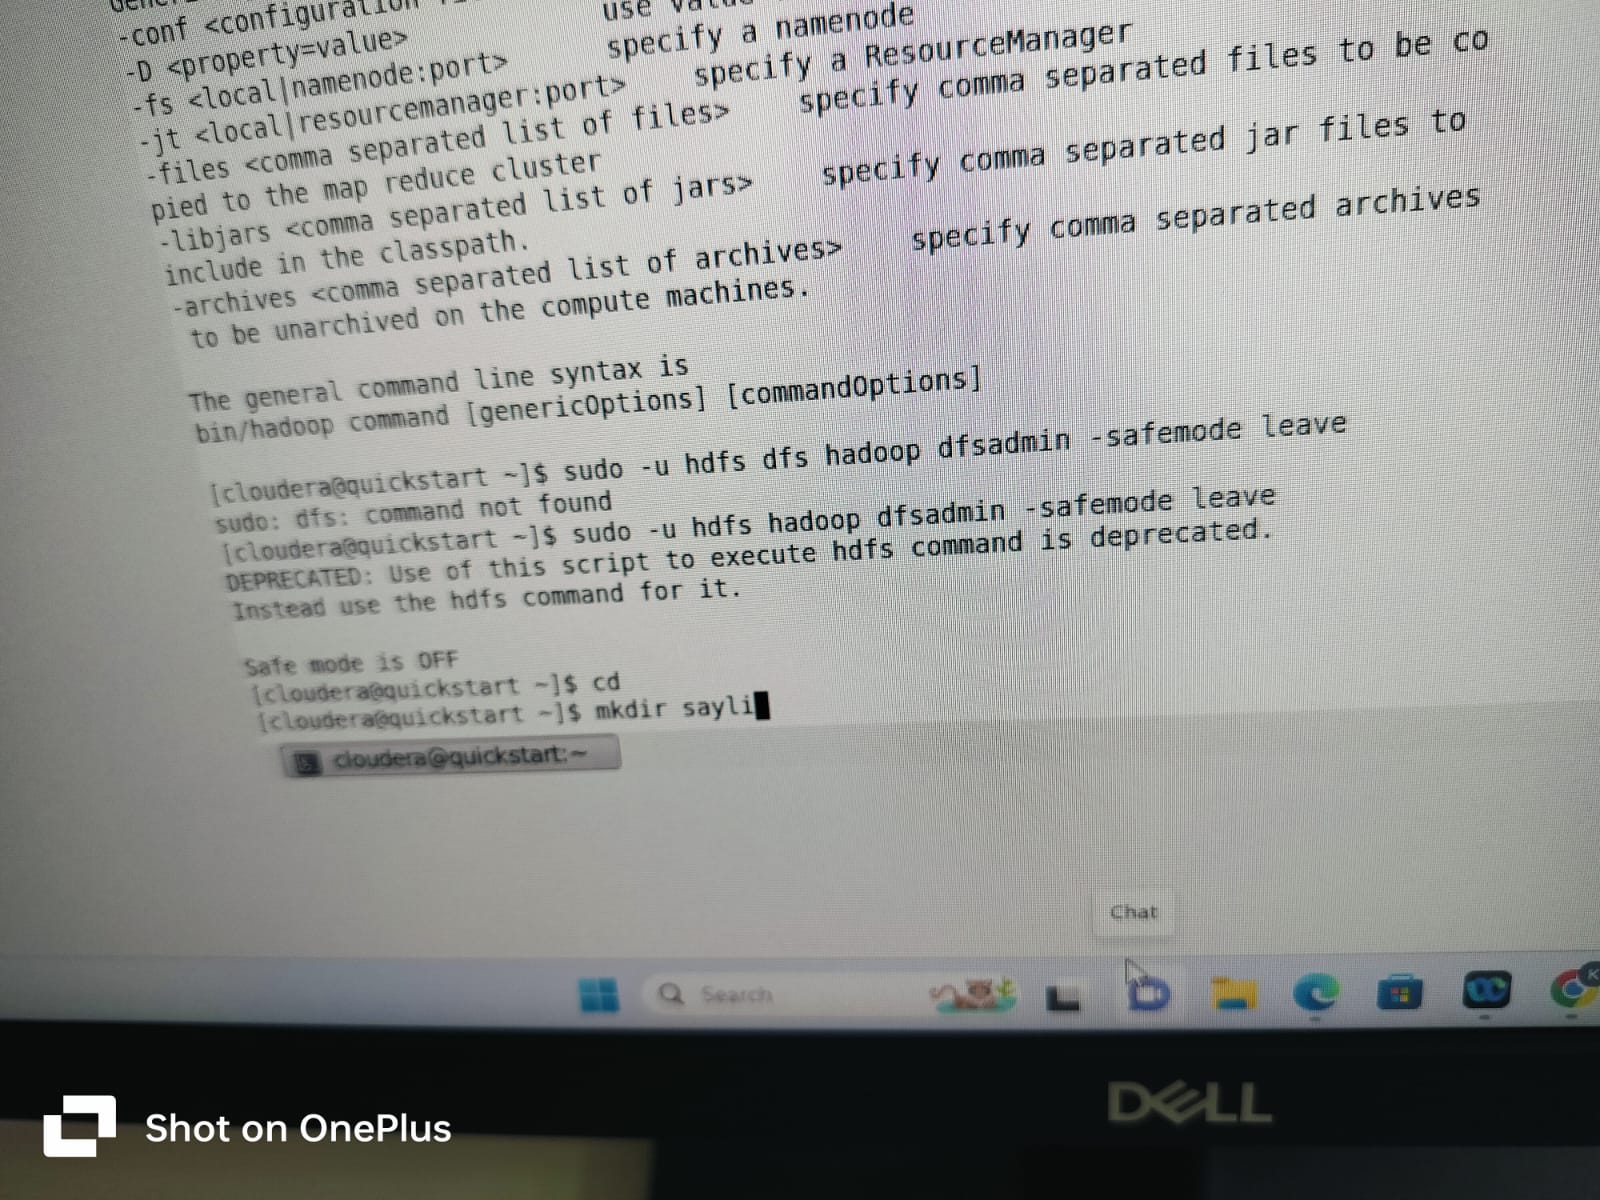 -conf <configuration
use
-D <property=value>
specify a namenode
-fs <local|namenode:port>
specify a ResourceManager
-jt <local|resourcemanager:port>
specify comma separated files to be co
-files <comma separated list of files>
pied to the map reduce cluster
specify comma separated jar files to
-libjars <comma separated list of jars>
include in the classpath.
specify comma separated archives
-archives <comma separated list of archives>
to be unarchived on the compute machines.
The general command line syntax is
bin/hadoop command [genericOptions] [commandOptions]
[cloudera@quickstart ~]$ sudo -u hdfs dfs hadoop dfsadmin -safemode leave
sudo: dfs: command not found
[cloudera@quickstart ~]$ sudo -u hdfs hadoop dfsadmin -safemode leave
DEPRECATED: Use of this script to execute hdfs command is deprecated.
Instead use the hdfs command for it.
Safe mode is OFF
[cloudera@quickstart ~]$ cd
[cloudera@quickstart ~]$ mkdir sayli
cloudera@quickstart:~
Chat
Search
K
DELL
Shot on OnePlus